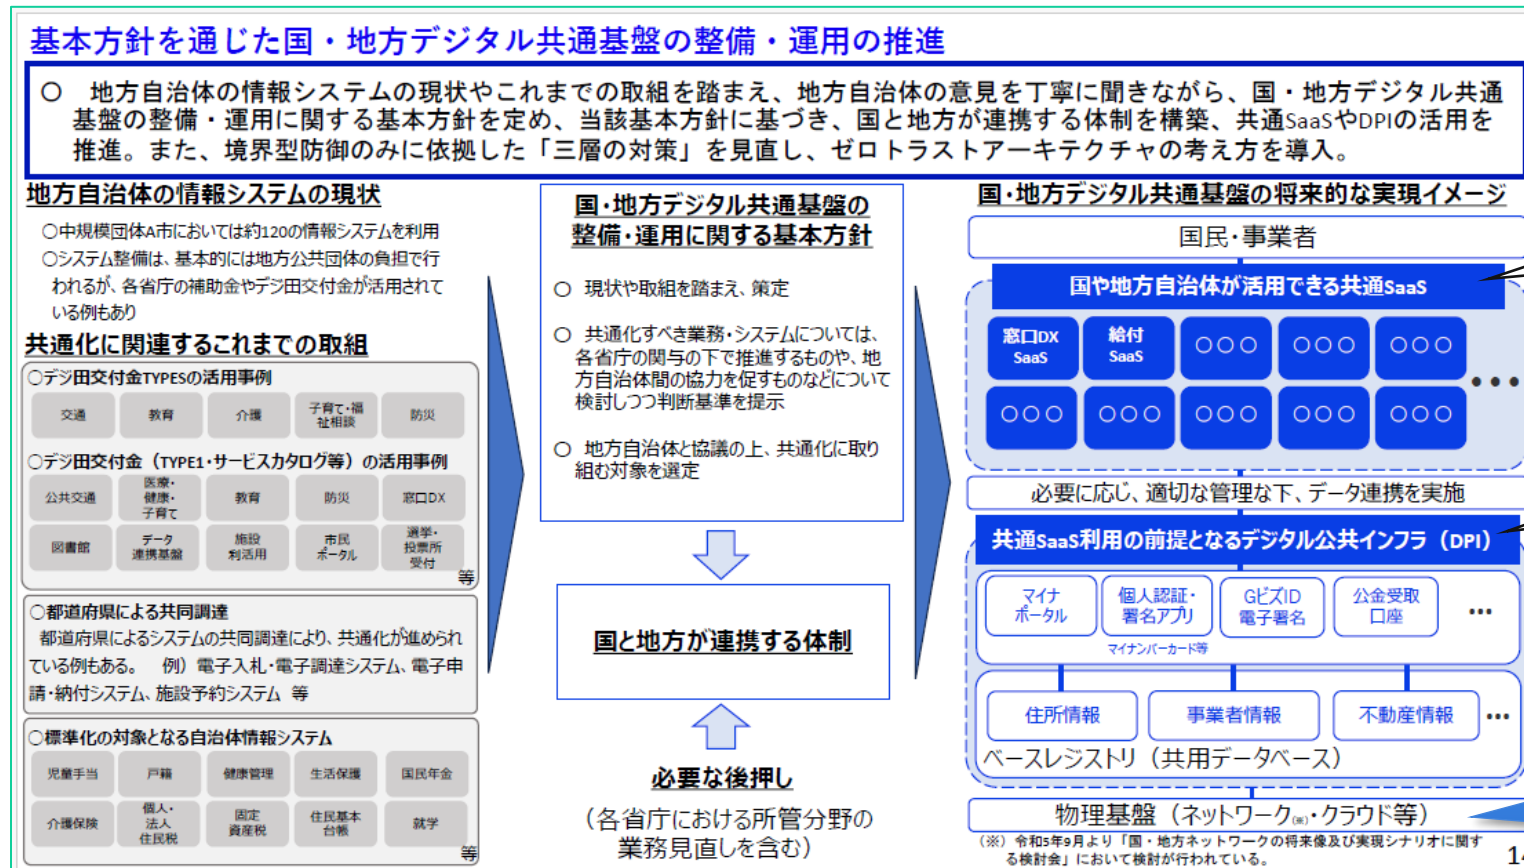 基本方針を通じた国・地方デジタル共通基盤の整備・運用の推進
○ 地方自治体の情報システムの現状やこれまでの取組を踏まえ、地方自治体の意見を丁寧に聞きながら、国・地方デジタル共通
基盤の整備・運用に関する基本方針を定め、当該基本方針に基づき、国と地方が連携する体制を構築、共通SaaSやDPIの活用を
推進。また、境界型防御のみに依拠した「三層の対策」を見直し、ゼロトラストアーキテクチャの考え方を導入。
地方自治体の情報システムの現状
○中規模団体A市においては約120の情報システムを利用
○システム整備は、基本的には地方公共団体の負担で行
われるが、各省庁の補助金やデジ田交付金が活用されて
いる例もあり
共通化に関連するこれまでの取組
○デジ田交付金TYPESの活用事例
交通
教育
介護
子育て・福
祉相談
防災
○デジ田交付金（TYPE1・サービスカタログ等）の活用事例
公共交通
医療・
健康・
子育て
教育
防災
窓口DX
図書館
データ
連携基盤
施設
利活用
市民
ポータル
選挙・
投票所
受付
等
○都道府県による共同調達
都道府県によるシステムの共同調達により、共通化が進められ
ている例もある。 例）電子入札・電子調達システム、電子申
請・納付システム、施設予約システム 等
○標準化の対象となる自治体情報システム
児童手当
戸籍
健康管理
生活保護
国民年金
介護保険
個人・
法人
住民税
固定
資産税
住民基本
台帳
就学
等
国・地方デジタル共通基盤の
整備・運用に関する基本方針
○ 現状や取組を踏まえ、策定
○ 共通化すべき業務・システムについては、
各省庁の関与の下で推進するものや、地
方自治体間の協力を促すものなどについて
検討しつつ判断基準を提示
○ 地方自治体と協議の上、共通化に取り
組む対象を選定
国と地方が連携する体制
必要な後押し
（各省庁における所管分野の
業務見直しを含む）
国・地方デジタル共通基盤の将来的な実現イメージ
国民・事業者
国や地方自治体が活用できる共通SaaS
窓口DX
SaaS
給付
SaaS
○○○
○○○
○○○
○○○
○○○
○○○
○○○
○○○
•••
必要に応じ、適切な管理な下、データ連携を実施
共通SaaS利用の前提となるデジタル公共インフラ（DPI）
マイナ
ポータル
個人認証・
署名アプリ
GビズID
電子署名
公金受取
口座
…
マイナンバーカード等
住所情報
事業者情報
不動産情報
…
ベースレジストリ（共用データベース）
物理基盤（ネットワーク(※)・クラウド等）
（※）令和5年9月より「国・地方ネットワークの将来像及び実現シナリオに関す
る検討会」において検討が行われている。